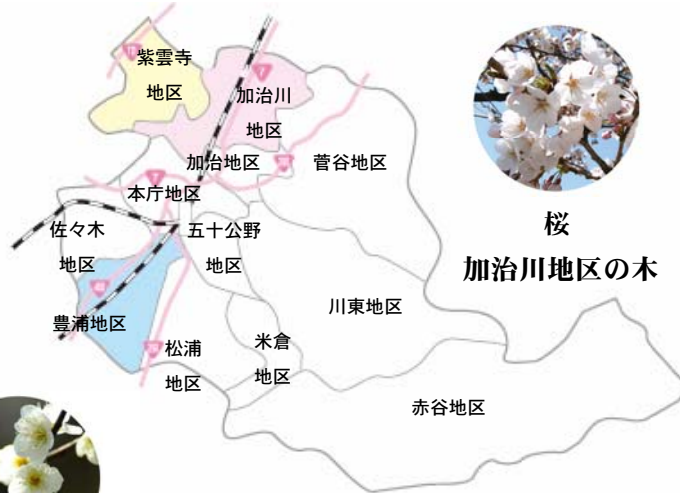 紫雲寺
地区
7
加治川
地区
加治地区
菅谷地区
7
本庁地区
佐々木
地区
五十公野
地区
豊浦地区
松浦
地区
米倉
地区
川東地区
赤谷地区
桜
加治川地区の木